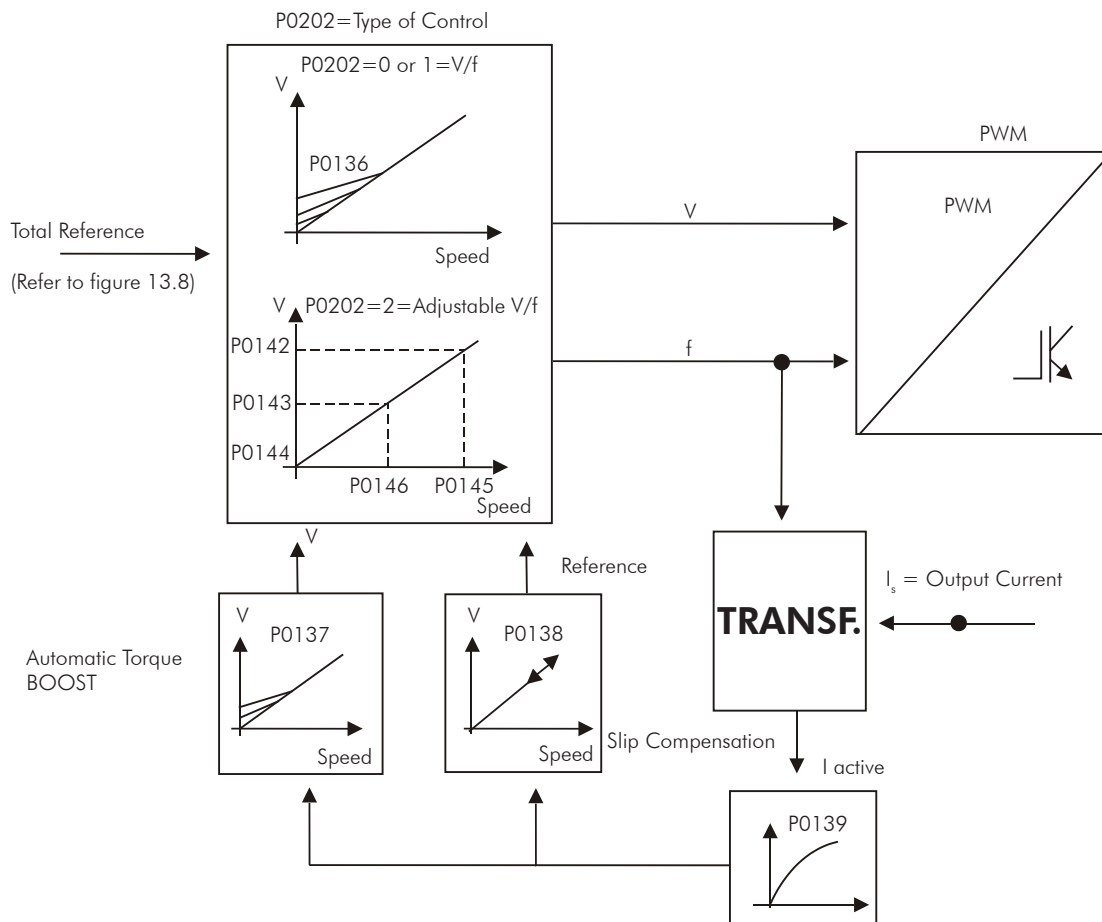 P0202=Type of Control
P0202=0 or 1=V/f
V
P0136
Speed
Total Reference
(Refer to figure 13.8)
V P0202=2=Adjustable V/f
P0142
P0143
P0144
P0146 P0145
Speed
V
f
PWM
PWM
V
Reference
V
P0137
Speed
Automatic Torque
BOOST
V
P0138
Speed
Slip Compensation
TRANSF.
Is = Output Current
I active
P0139